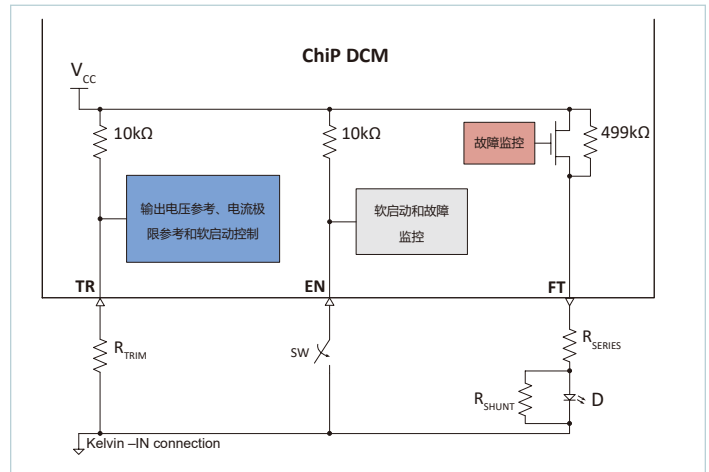 ChiP DCM
VCC
10kΩ
10kΩ
499kΩ
故障监控
输出电压参考、电流极
限参考和软启动控制
软启动和故障
监控
TR
EN
FT
RTRIM
SW
RSERIES
RSHUNT
D
Kelvin –IN connection